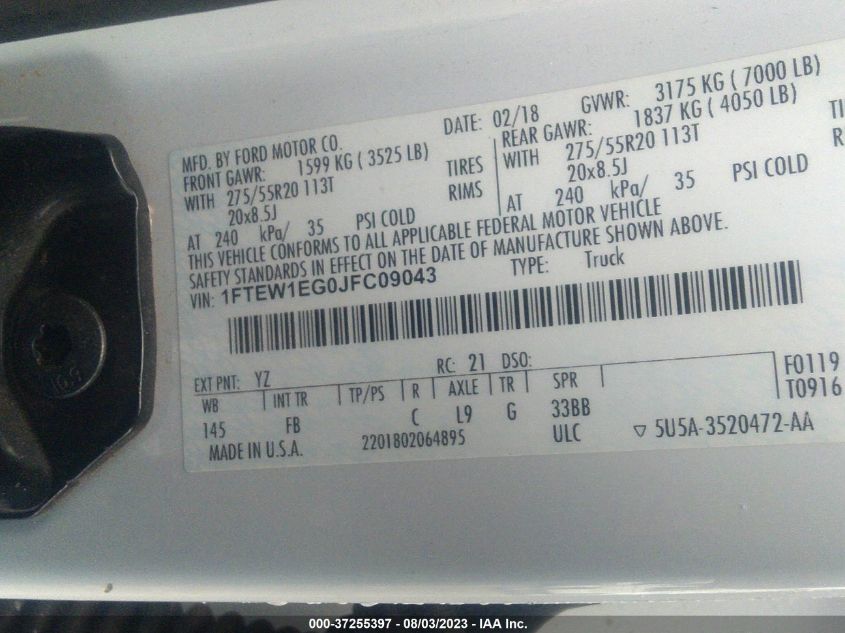 MFD. BY FORD MOTOR CO.
DATE: 02/18 GVWR: 3175 KG ( 7000 LB)
FRONT GAWR: 1599 KG ( 3525 LB)
REAR GAWR: 1837 KG ( 4050 LB)
WITH 275/55R20 113T TIRES
WITH 275/55R20 113T TI
20x8.5J RIMS
20x8.5J R
AT 240 kPa/ 35 PSI COLD
AT 240 kPa/ 35 PSI COLD
THIS VEHICLE CONFORMS TO ALL APPLICABLE FEDERAL MOTOR VEHICLE
SAFETY STANDARDS IN EFFECT ON THE DATE OF MANUFACTURE SHOWN ABOVE.
VIN: 1FTEW1EG0JFC09043 TYPE: Truck
EXT PNT: YZ RC: 21 DSO:
WB INT TR TP/PS R AXLE TR SPR
145 FB C L9 G 33BB
F0119
T0916
MADE IN U.S.A. 2201802064895 ULC ▽ 5U5A-3520472-AA
000-37255397 - 08/03/2023 - IAA Inc.